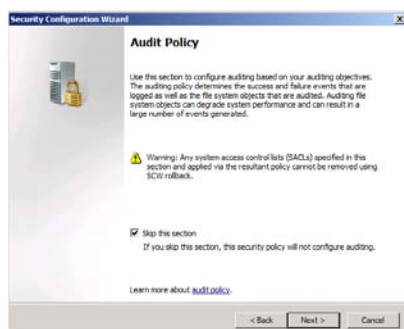 Security Configuration Wizard
Audit Policy
Use this section to configure auditing based on your auditing objectives.
The auditing policy determines the success and failure events that are
logged as well as the file system objects that are audited. Auditing file
system objects can degrade system performance and can result in a
large number of events generated.
Warning: Any system access control lists (SACLs) specified in this
section and applied via the resultant policy cannot be removed using
SCW rollback.
Skip this section
If you skip this section, this security policy will not configure auditing.
Learn more about audit policy.
< Back Next > Cancel